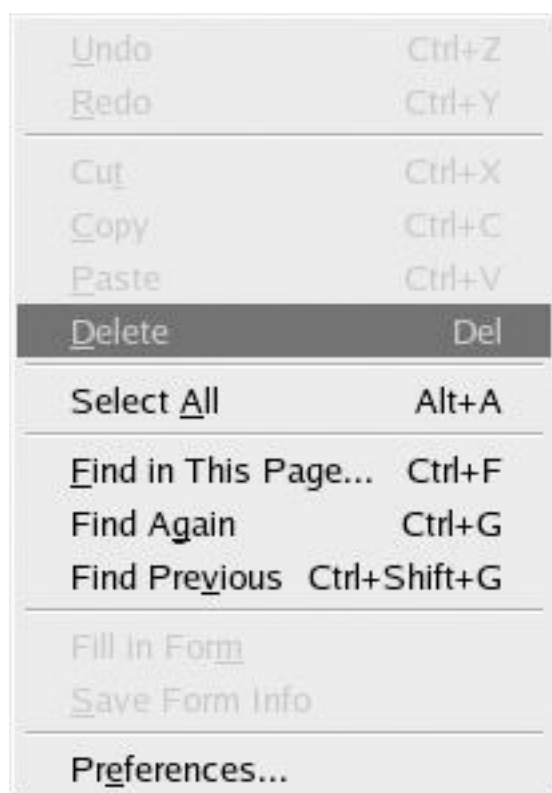 Undo Ctrl+Z
Redo Ctrl+Y
Cut Ctrl+X
Copy Ctrl+C
Paste Ctrl+V
Delete Del
Select All Alt+A
Find in This Page... Ctrl+F
Find Again Ctrl+G
Find Previous Ctrl+Shift+G
Fill in Form
Save Form Info
Preferences...